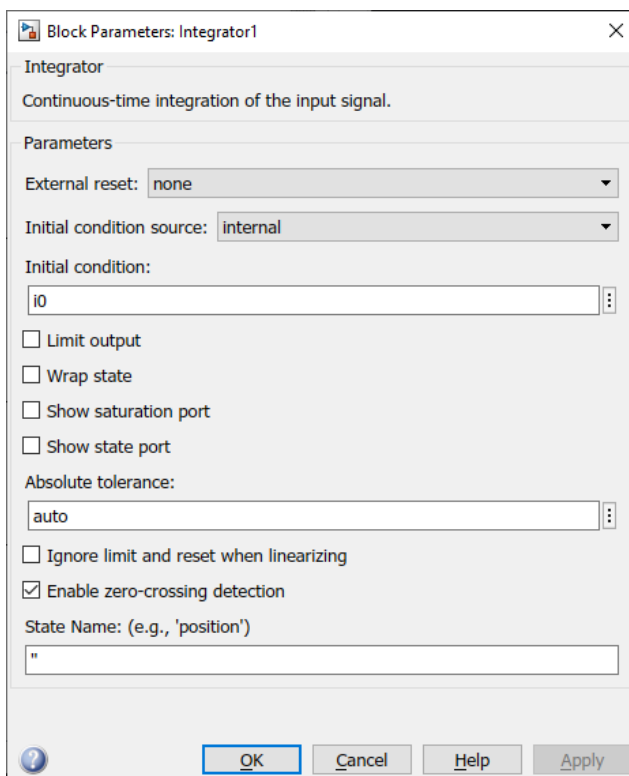 Block Parameters: Integrator1
Integrator
Continuous-time integration of the input signal.
Parameters
External reset: none
Initial condition source: internal
Initial condition:
i0
Limit output
Wrap state
Show saturation port
Show state port
Absolute tolerance:
auto
Ignore limit and reset when linearizing
Enable zero-crossing detection
State Name: (e.g., 'position')
''
OK Cancel Help Apply